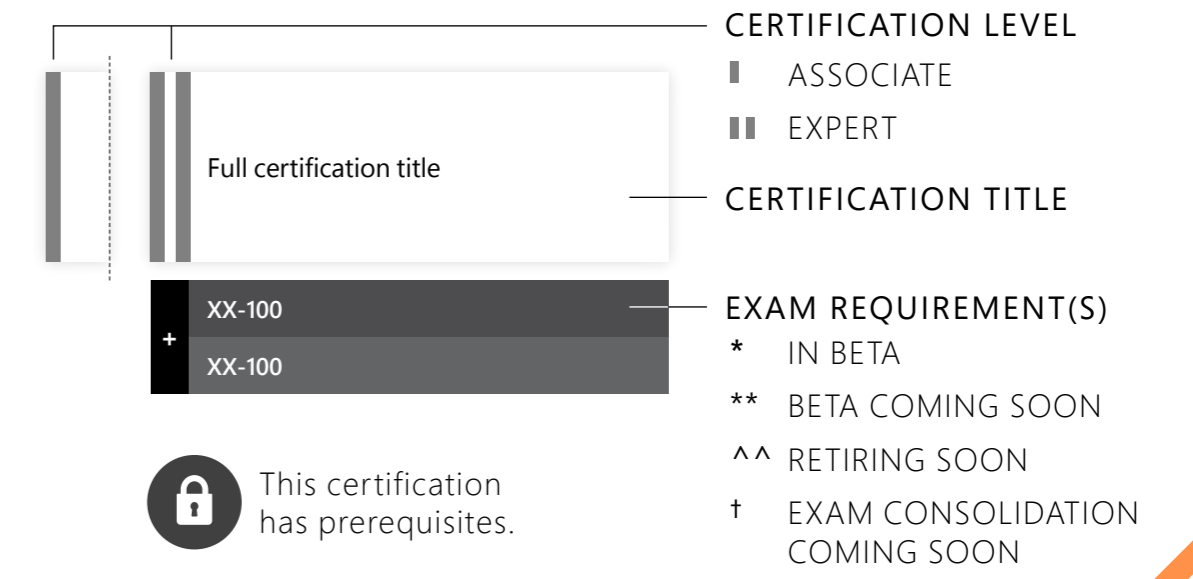 CERTIFICATION LEVEL
ASSOCIATE
EXPERT
Full certification title
CERTIFICATION TITLE
XX-100
+
XX-100
EXAM REQUIREMENT(S)
* IN BETA
** BETA COMING SOON
^^ RETIRING SOON
† EXAM CONSOLIDATION
COMING SOON
This certification
has prerequisites.